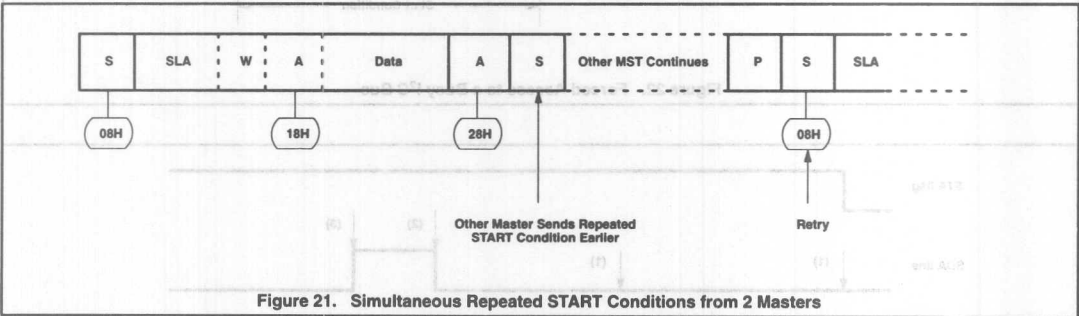 S SLA W A Data A S Other MST Continues P S SLA
08H 18H 28H 08H
Other Master Sends Repeated
START Condition Earlier
Retry
Figure 21. Simultaneous Repeated START Conditions from 2 Masters